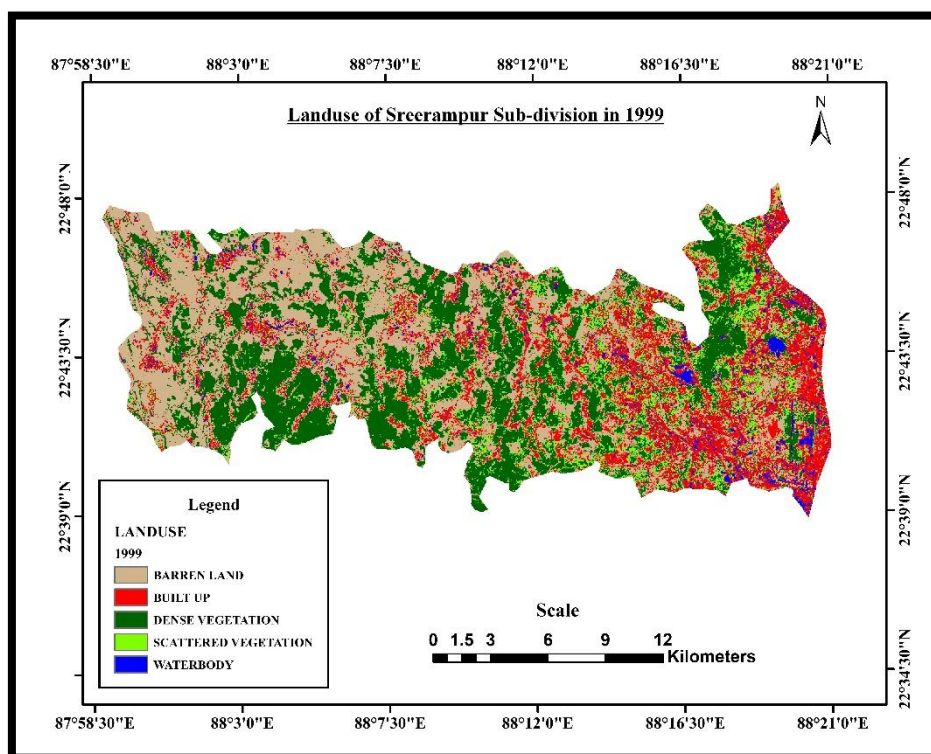 87°58'30"E 88°3'0"E 88°7'30"E 88°12'0"E 88°16'30"E 88°21'0"E
Landuse of Sreerampur Sub-division in 1999
N
22°48'0"N 22°48'0"N
22°43'30"N 22°43'30"N
22°39'0"N 22°39'0"N
22°34'30"N
Legend
LANDUSE
1999
BARREN LAND
BUILT UP
DENSE VEGETATION
SCATTERED VEGETATION
WATERBODY
Scale
0 1.5 3 6 9 12
Kilometers
87°58'30"E 88°3'0"E 88°7'30"E 88°12'0"E 88°16'30"E 88°21'0"E